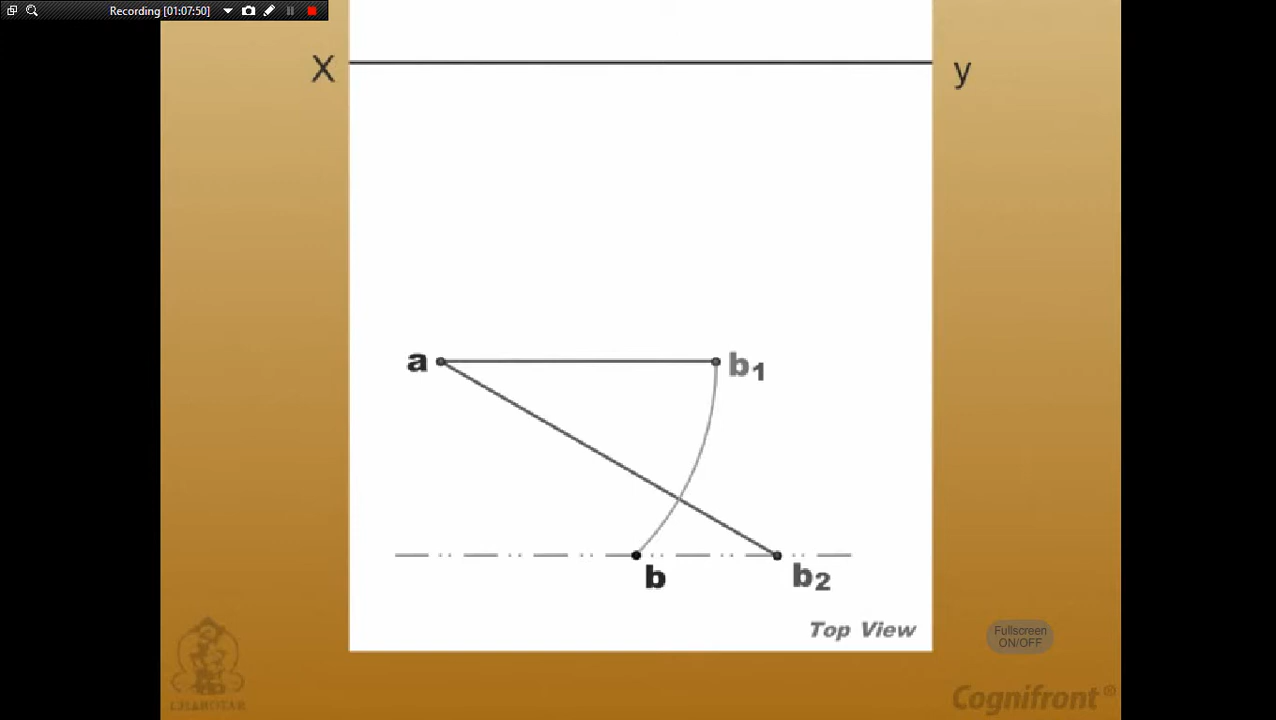 Recording [01:07:50]
X
y
a
b1
b
b2
Top View
Fullscreen
ON/OFF
Cognifront®